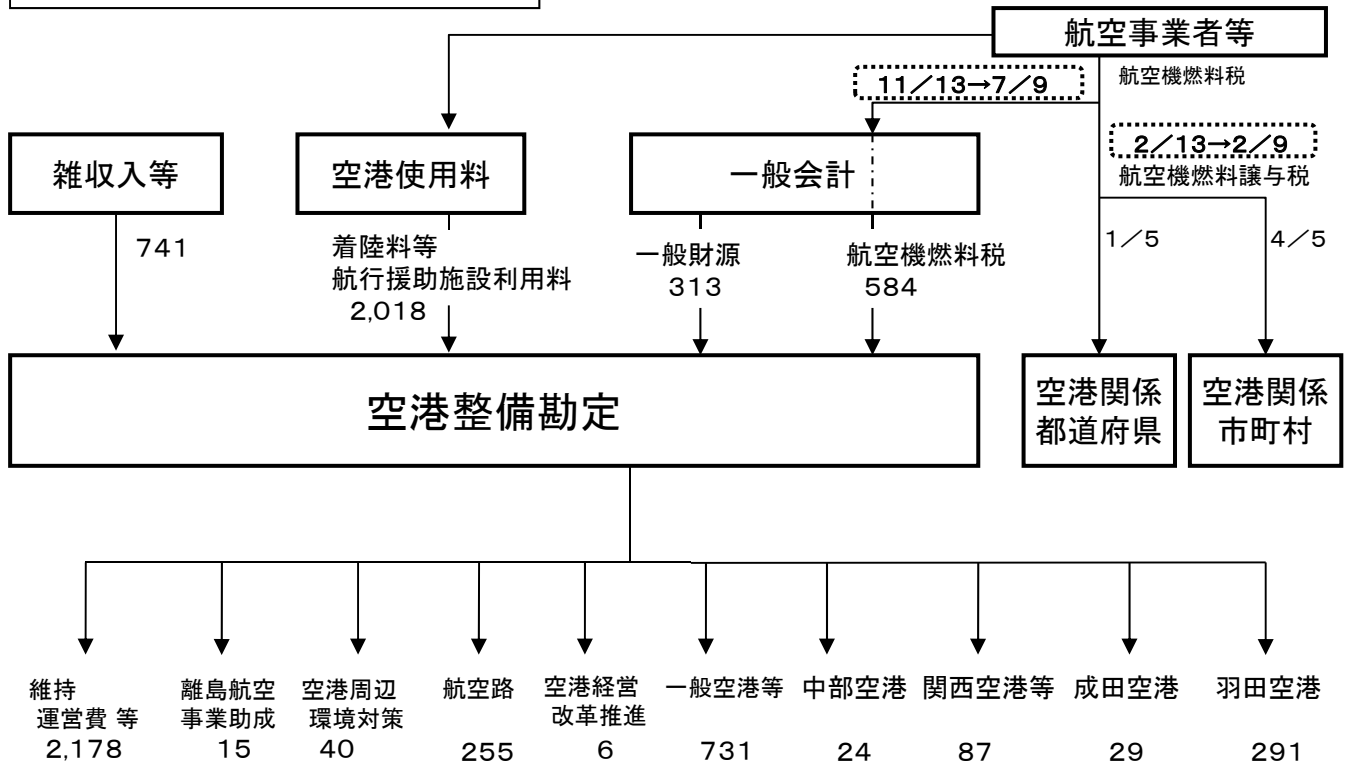 航空事業者等
11/13→7/9
航空機燃料税
2/13→2/9
航空機燃料譲与税
雑収入等
空港使用料
一般会計
741
着陸料等
航行援助施設利用料
2,018
一般財源
313
航空機燃料税
584
1/5
4/5
空港整備勘定
空港関係
都道府県
空港関係
市町村
維持
運営費 等
2,178
離島航空
事業助成
15
空港周辺
環境対策
40
航空路
255
空港経営
改革推進
6
一般空港等
731
中部空港
24
関西空港等
87
成田空港
29
羽田空港
291